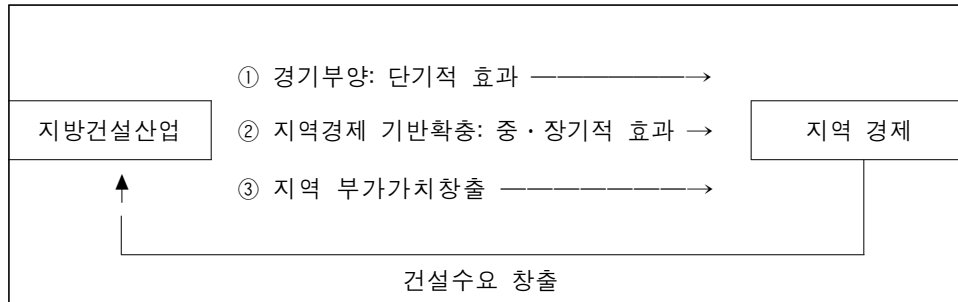 ① 경기부양: 단기적 효과 ———————→
지방건설산업
② 지역경제 기반확충: 중・장기적 효과 →
지역 경제
③ 지역 부가가치창출 ————————→
건설수요 창출